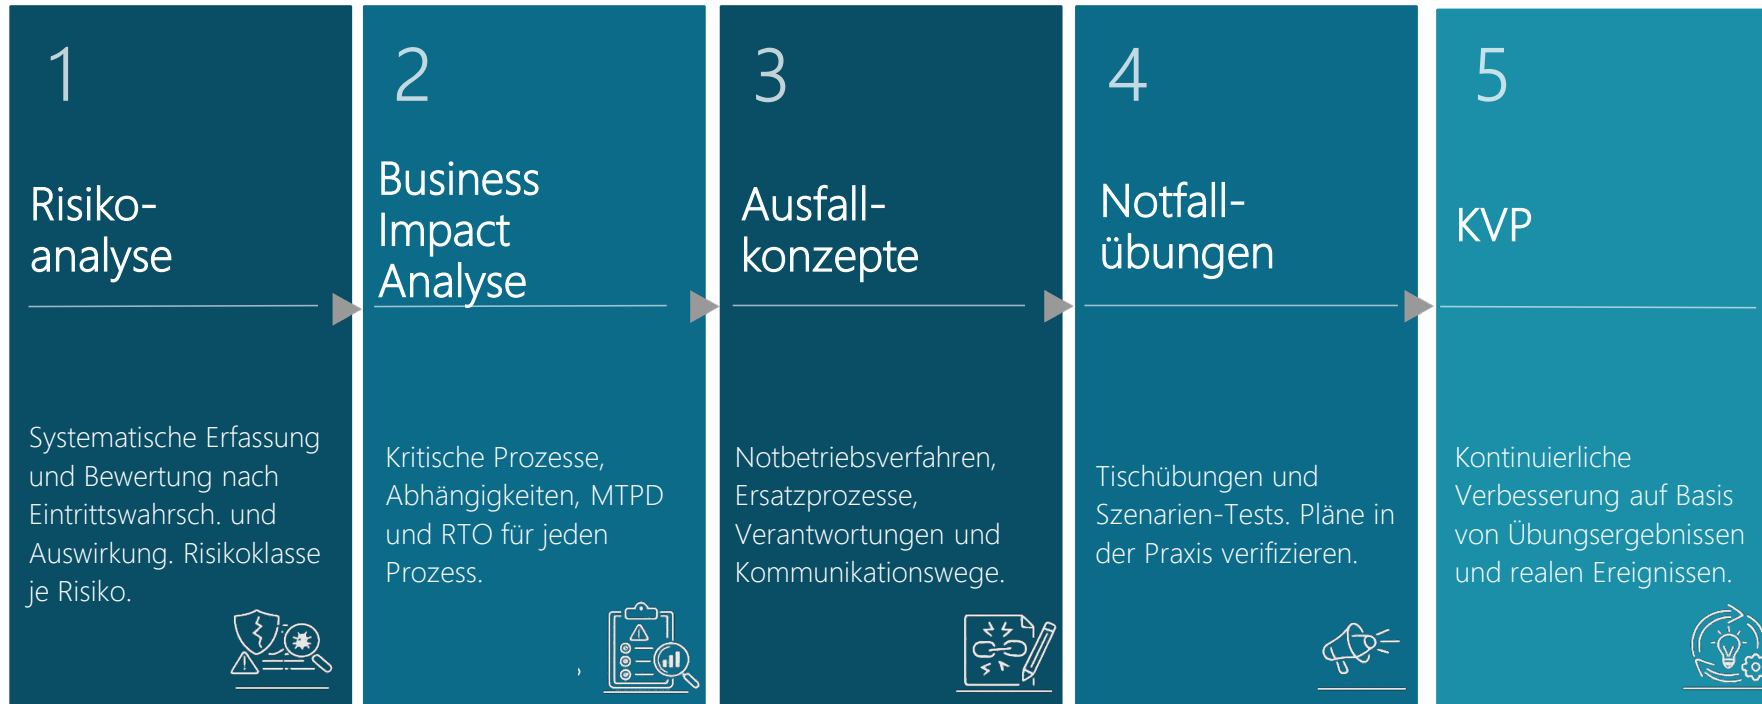 1
Risiko-
analyse
Systematische Erfassung
und Bewertung nach
Eintrittswahrsch. und
Auswirkung. Risikoklasse
je Risiko.
2
Business
Impact
Analyse
Kritische Prozesse,
Abhängigkeiten, MTPD
und RTO für jeden
Prozess.
3
Ausfall-
konzepte
Notbetriebsverfahren,
Ersatzprozesse,
Verantwortungen und
Kommunikationswege.
4
Notfall-
übungen
Tischübungen und
Szenarien-Tests. Pläne in
der Praxis verifizieren.
5
KVP
Kontinuierliche
Verbesserung auf Basis
von Übungsergebnissen
und realen Ereignissen.